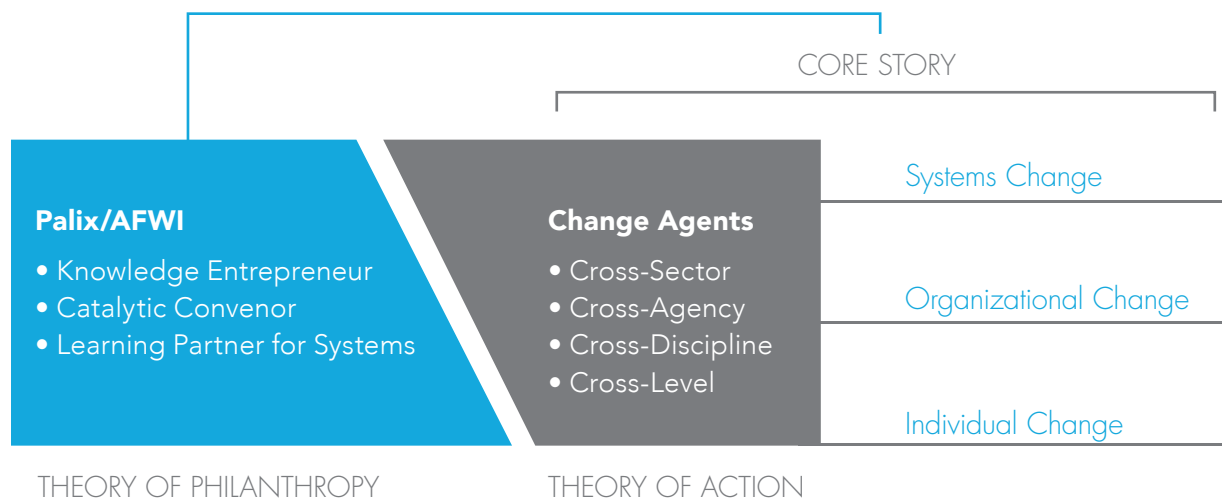 CORE STORY
Palix/AFWI
• Knowledge Entrepreneur
• Catalytic Convenor
• Learning Partner for Systems
Change Agents
• Cross-Sector
• Cross-Agency
• Cross-Discipline
• Cross-Level
Systems Change
Organizational Change
Individual Change
THEORY OF PHILANTHROPY
THEORY OF ACTION